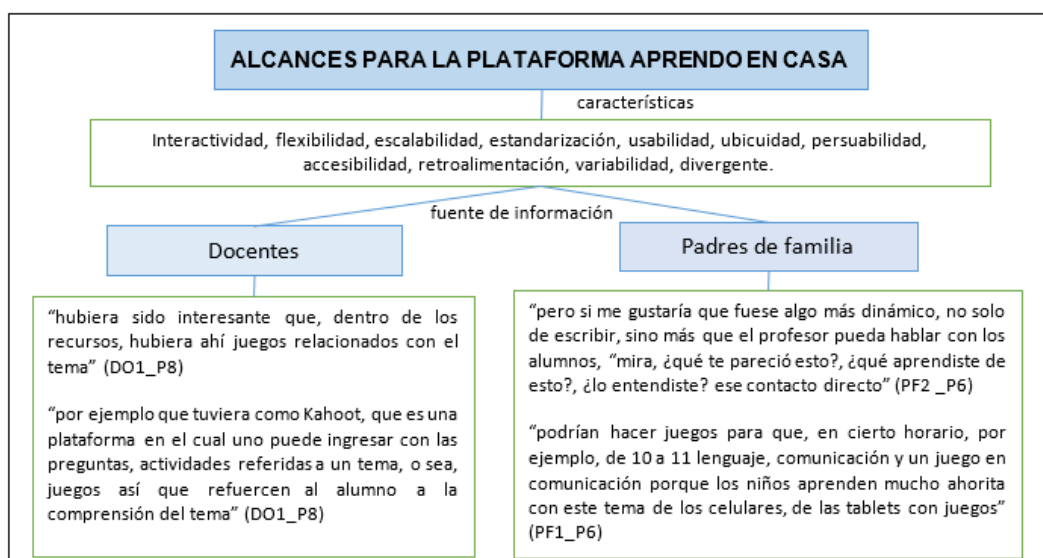 ALCANCES PARA LA PLATAFORMA APRENDO EN CASA
características
Interactividad, flexibilidad, escalabilidad, estandarización, usabilidad, ubicuidad, persuabilidad,
accesibilidad, retroalimentación, variabilidad, divergente.
fuente de información
Docentes
“hubiera sido interesante que, dentro de los
recursos, hubiera ahí juegos relacionados con el
tema” (DO1_P8)
“por ejemplo que tuviera como Kahoot, que es una
plataforma en el cual uno puede ingresar con las
preguntas, actividades referidas a un tema, o sea,
juegos así que refuercen al alumno a la
comprensión del tema” (DO1_P8)
Padres de familia
“pero si me gustaría que fuese algo más dinámico, no solo
de escribir, sino más que el profesor pueda hablar con los
alumnos, “mira, ¿qué te pareció esto?, ¿qué aprendiste de
esto?, ¿lo entendiste? ese contacto directo” (PF2 _P6)
“podrían hacer juegos para que, en cierto horario, por
ejemplo, de 10 a 11 lenguaje, comunicación y un juego en
comunicación porque los niños aprenden mucho ahorita
con este tema de los celulares, de las tablets con juegos”
(PF1_P6)